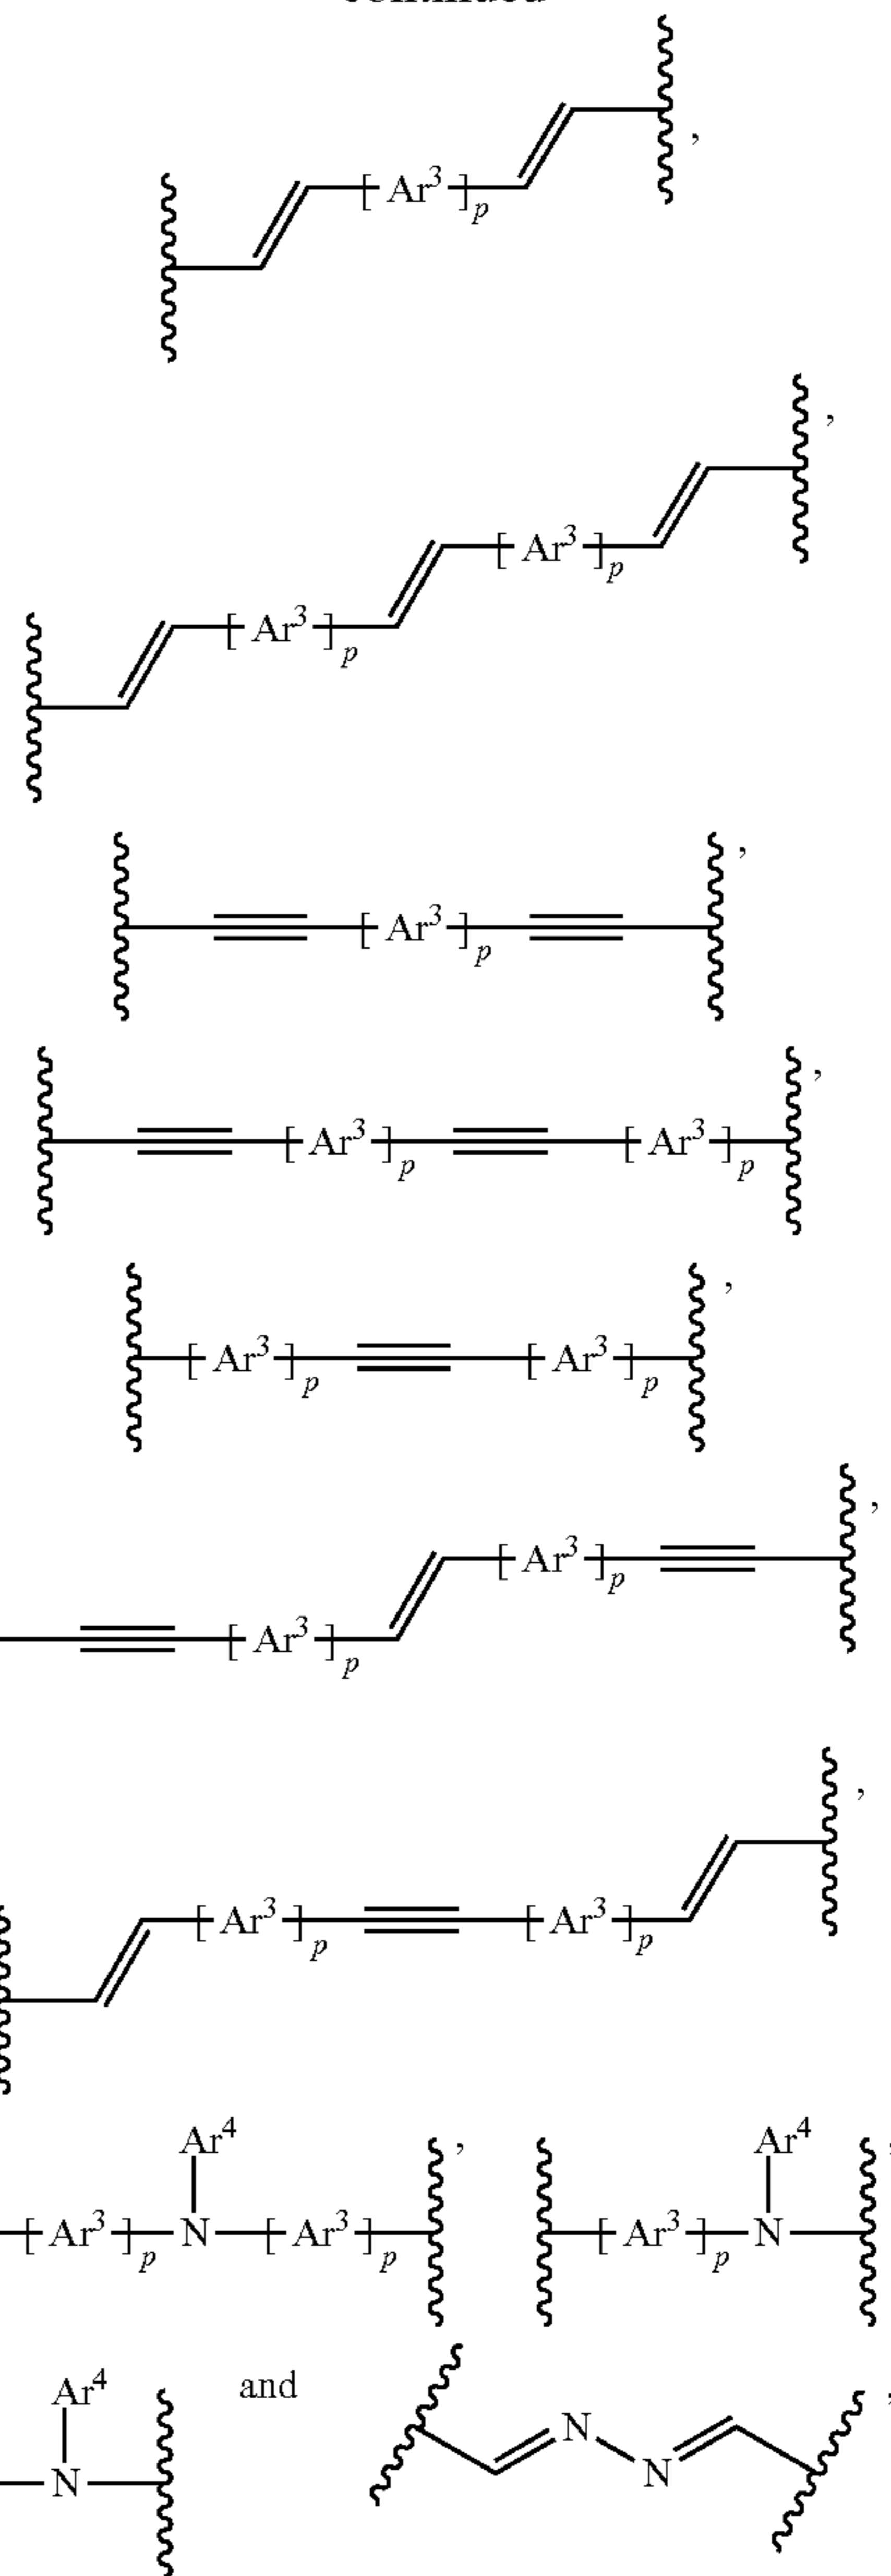 [ Ar³ ]p ,
[ Ar³ ]p [ Ar³ ]p ,
[ Ar³ ]p ,
[ Ar³ ]p [ Ar³ ]p ,
[ Ar³ ]p [ Ar³ ]p ,
[ Ar³ ]p [ Ar³ ]p ,
[ Ar³ ]p [ Ar³ ]p ,
Ar⁴ , Ar⁴ ,
[ Ar³ ]p N [ Ar³ ]p [ Ar³ ]p N
Ar⁴ and ,
N N N